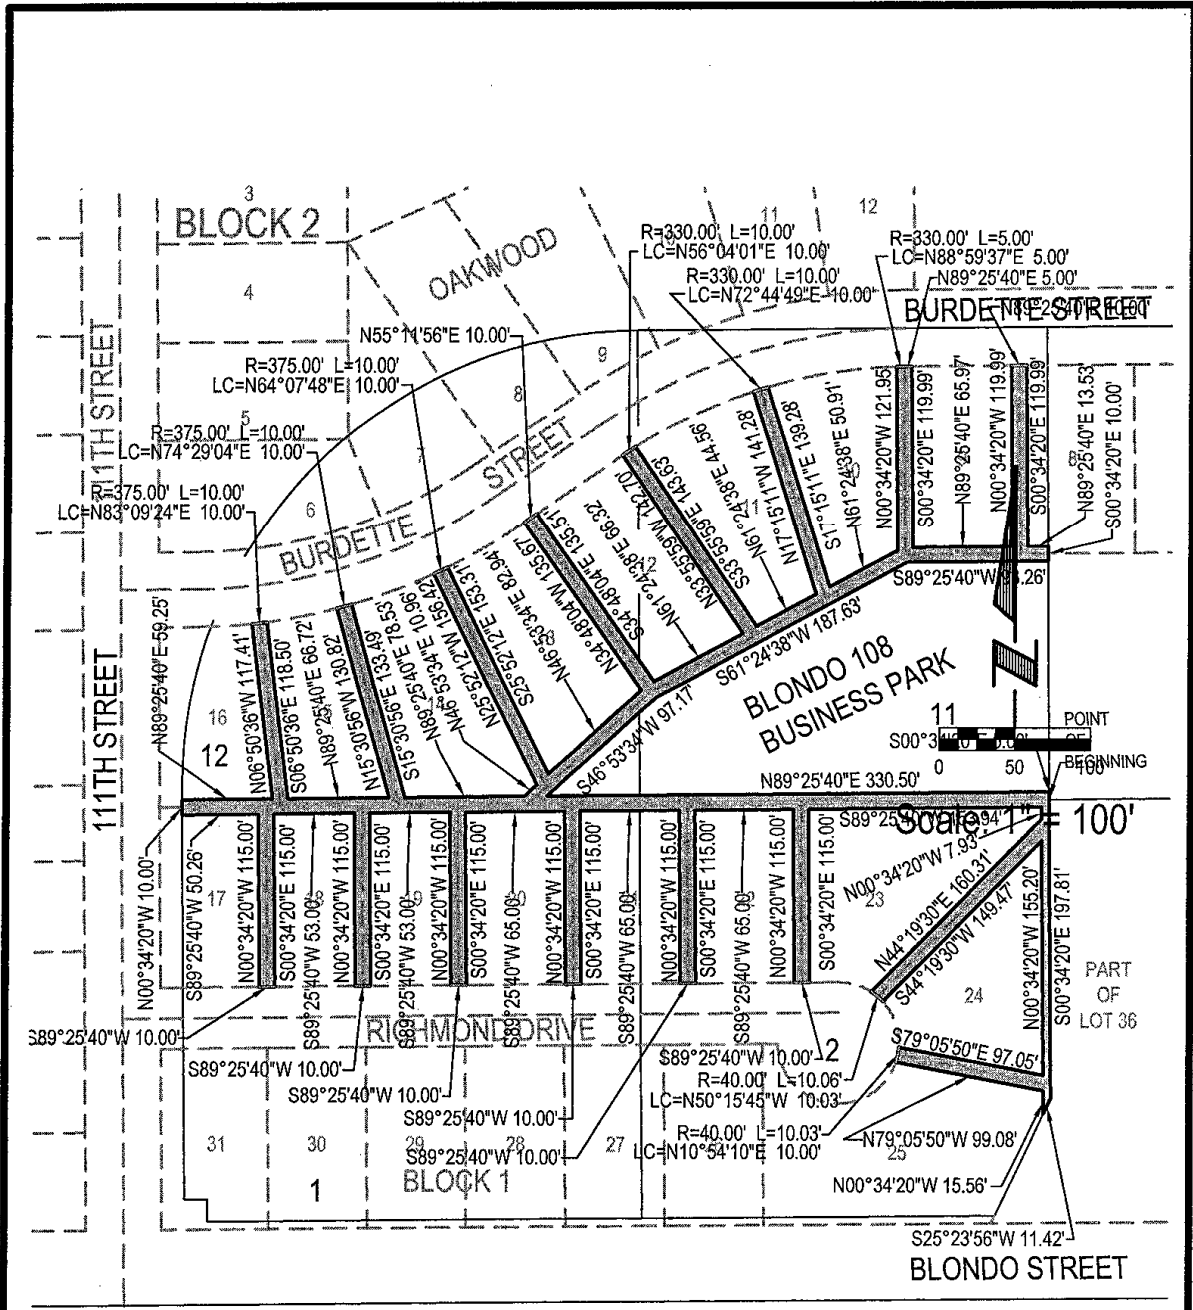 3
BLOCK 2
4
5
6
7
8
9
11
12
OAKWOOD
R=330.00' L=10.00'
LC=N56°04'01"E 10.00'
R=330.00' L=10.00'
LC=N72°44'49"E 10.00'
R=330.00' L=5.00'
LC=N88°59'37"E 5.00'
N89°25'40"E 5.00'
BURDETTE STREET
N55°11'56"E 10.00'
R=375.00' L=10.00'
LC=N64°07'48"E 10.00'
R=375.00' L=10.00'
LC=N74°29'04"E 10.00'
R=375.00' L=10.00'
LC=N83°09'24"E 10.00'
111TH STREET
111TH STREET
BURDETTE
STREET
N89°25'40"E 59.25'
16
12
N06°50'36"W 117.41'
S06°50'36"E 118.50'
N89°25'40"E 66.72'
N15°30'56"W 130.82'
S15°30'56"E 133.49'
N89°25'40"E 78.53'
14
N46°53'34"E 10.96'
N25°52'12"W 156.42'
S25°52'12"E 153.31'
N46°53'34"E 82.94'
N34°48'04"W 135.67'
S34°48'04"E 135.51'
12
N61°24'38"E 66.32'
N33°55'59"W 142.70'
S33°55'59"E 143.63'
11
N61°24'38"E 44.56'
N17°15'11"W 141.28'
S17°15'11"E 139.28'
N61°24'38"E 50.91'
N00°34'20"W 121.95'
S00°34'20"E 119.99'
N89°25'40"E 65.97'
N00°34'20"W 119.99'
S00°34'20"E 119.99'
8
N89°25'40"E 13.53'
S00°34'20"E 10.00'
S61°24'38"W 187.63'
S46°53'34"W 97.17'
BLONDO 108
BUSINESS PARK
11
POINT
OF
BEGINNING
0 50 100
N89°25'40"E 330.50'
Scale: 1" = 100'
N00°34'20"W 10.00'
S89°25'40"W 50.26'
17
N00°34'20"W 115.00'
S00°34'20"E 115.00'
S89°25'40"W 53.00'
N00°34'20"W 115.00'
S00°34'20"E 115.00'
S89°25'40"W 53.00'
N00°34'20"W 115.00'
S00°34'20"E 115.00'
S89°25'40"W 65.00'
N00°34'20"W 115.00'
S00°34'20"E 115.00'
S89°25'40"W 65.00'
N00°34'20"W 115.00'
S00°34'20"E 115.00'
S89°25'40"W 65.00'
N00°34'20"W 115.00'
S00°34'20"E 115.00'
23
N00°34'20"W 7.93'
N44°19'30"E 160.31'
S44°19'30"W 149.47'
N00°34'20"W 155.20'
S00°34'20"E 197.81'
24
PART
OF
LOT 36
S89°25'40"W 10.00'
S89°25'40"W 10.00'
S89°25'40"W 10.00'
S89°25'40"W 10.00'
S89°25'40"W 10.00'
S89°25'40"W 10.00'
RICHMOND DRIVE
2
S79°05'50"E 97.05'
R=40.00' L=10.06'
LC=N50°15'45"W 10.03'
R=40.00' L=10.03'
LC=N10°54'10"E 10.00'
N79°05'50"W 99.08'
25
N00°34'20"W 15.56'
S25°23'56"W 11.42'
31
30
29
28
27
1
BLOCK 1
BLONDO STREET